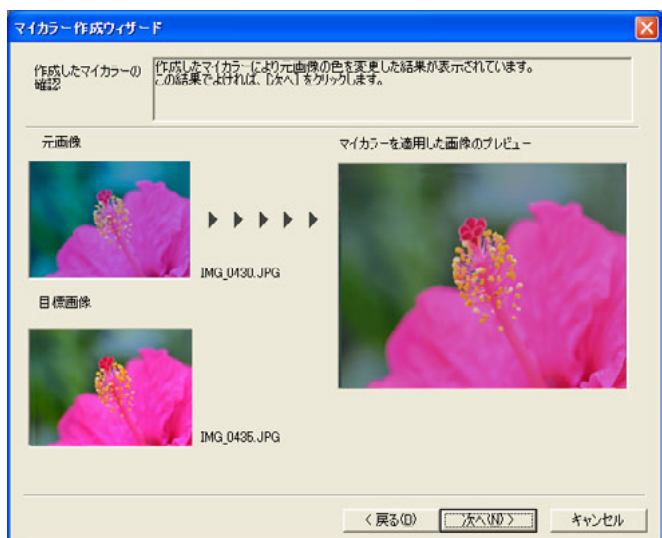 マイカラー作成ウィザード
作成したマイカラーの
確認
作成したマイカラーにより元画像の色を変更した結果が表示されています。
この結果でよければ、[次へ]をクリックします。
元画像
マイカラーを適用した画像のプレビュー
IMG_0430.JPG
目標画像
IMG_0435.JPG
< 戻る(B)
次へ(N) >
キャンセル